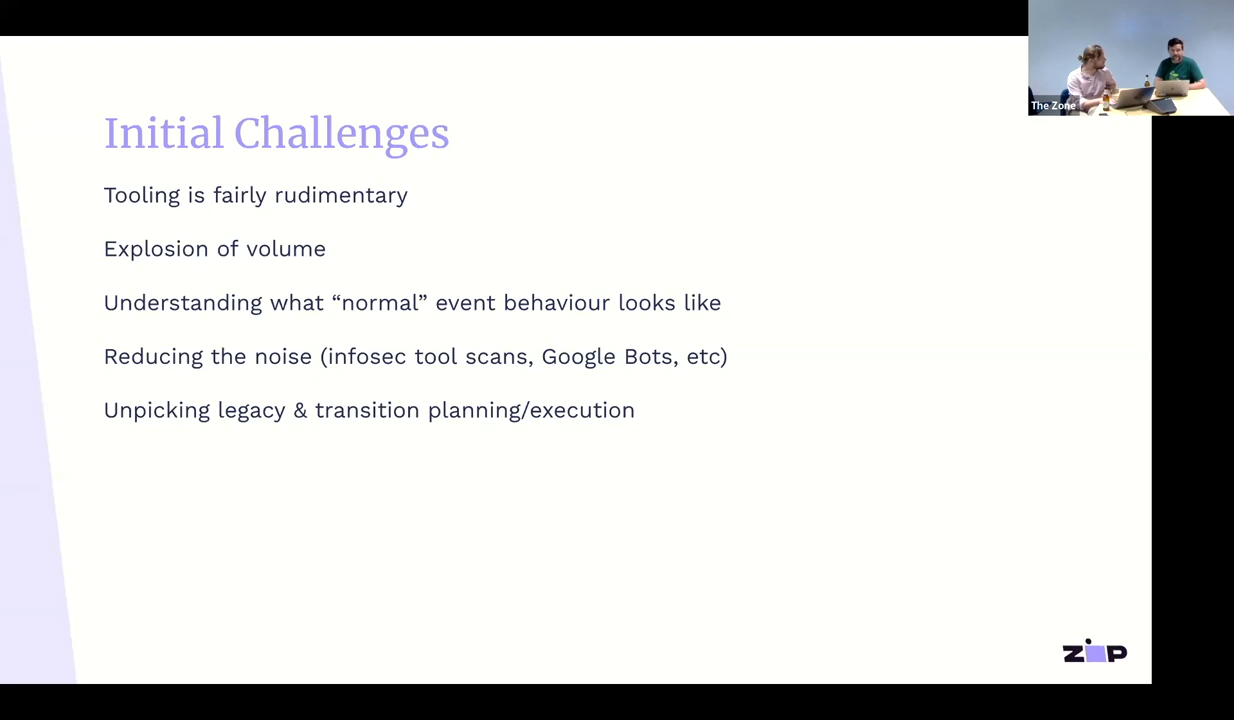 Initial Challenges
Tooling is fairly rudimentary
Explosion of volume
Understanding what “normal” event behaviour looks like
Reducing the noise (infosec tool scans, Google Bots, etc)
Unpicking legacy & transition planning/execution
The Zone
ZIP